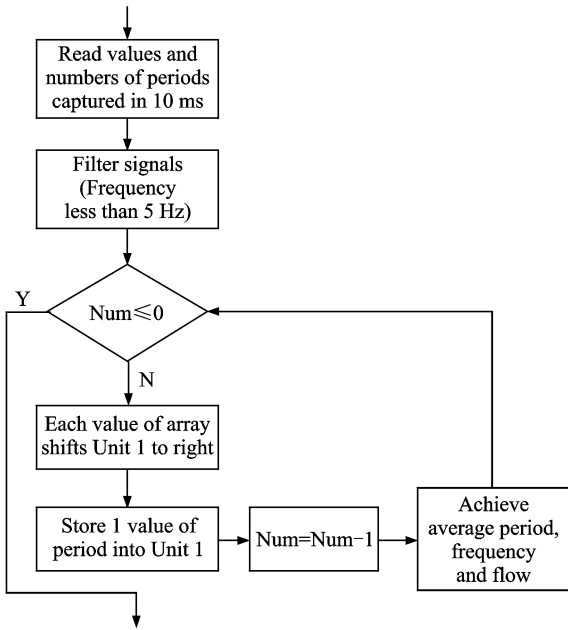 Read values and
numbers of periods
captured in 10 ms
Filter signals
(Frequency
less than 5 Hz)
Y
Num≤0
N
Each value of array
shifts Unit 1 to right
Store 1 value of
period into Unit 1
Num=Num−1
Achieve
average period,
frequency
and flow